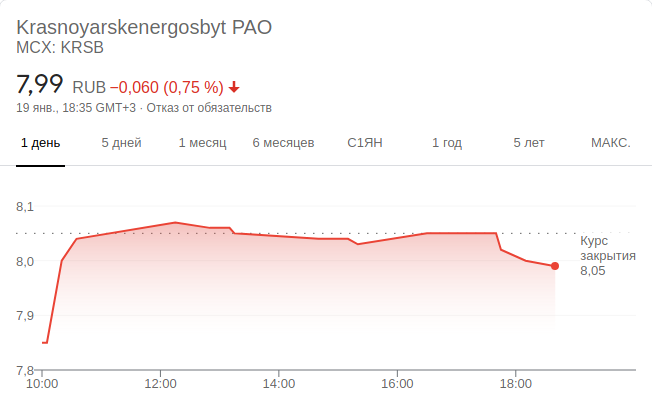 Krasnoyarskenergosbyt PAO
MCX: KRSB
7,99 RUB −0,060 (0,75 %)
19 янв., 18:35 GMT+3 · Отказ от обязательств
1 день 5 дней 1 месяц 6 месяцев С1ЯН 1 год 5 лет МАКС.
8,1
8,0
7,9
7,8
Курс
закрытия
8,05
10:00 12:00 14:00 16:00 18:00